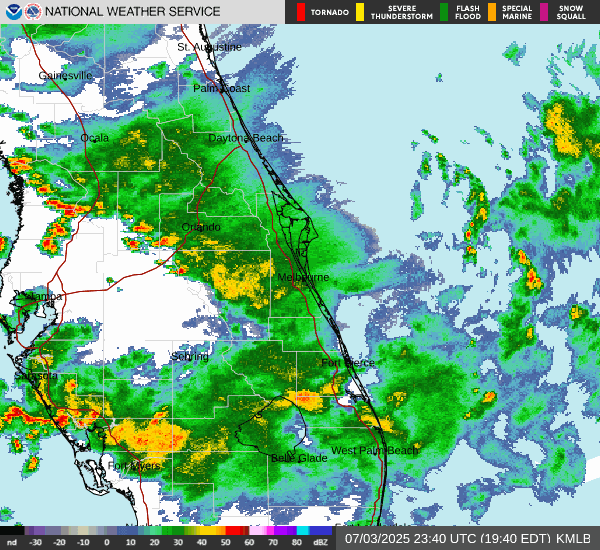 NATIONAL WEATHER SERVICE
TORNADO
SEVERE THUNDERSTORM
FLASH FLOOD
SPECIAL MARINE
SNOW SQUALL
St. Augustine
Gainesville
Palm Coast
Ocala
Daytona Beach
Orlando
Melbourne
Tampa
Sebring
Fort Pierce
Sarasota
West Palm Beach
Belle Glade
Fort Myers
nd -30 -20 -10 0 10 20 30 40 50 60 70 80 dBZ
07/03/2025 23:40 UTC (19:40 EDT) KMLB